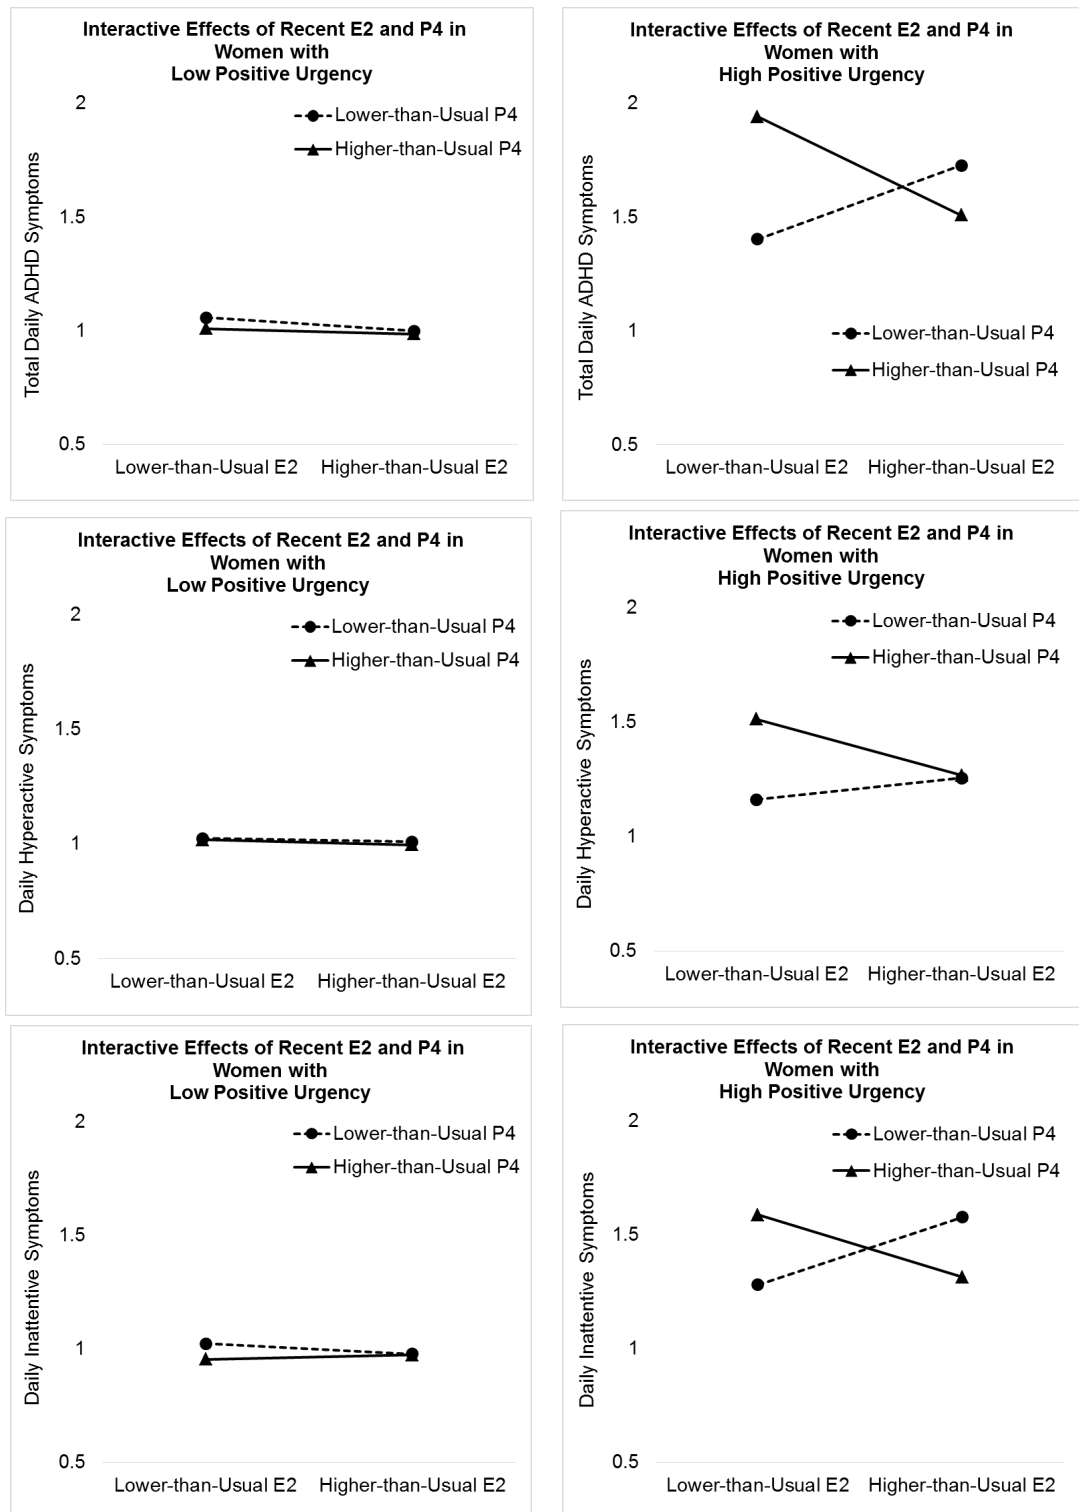 Interactive Effects of Recent E2 and P4 in
Women with
Low Positive Urgency
2
1.5
1
0.5
Total Daily ADHD Symptoms
Lower-than-Usual P4
Higher-than-Usual P4
Lower-than-Usual E2 Higher-than-Usual E2
Interactive Effects of Recent E2 and P4 in
Women with
High Positive Urgency
2
1.5
1
0.5
Total Daily ADHD Symptoms
Lower-than-Usual P4
Higher-than-Usual P4
Lower-than-Usual E2 Higher-than-Usual E2
Interactive Effects of Recent E2 and P4 in
Women with
Low Positive Urgency
2
1.5
1
0.5
Daily Hyperactive Symptoms
Lower-than-Usual P4
Higher-than-Usual P4
Lower-than-Usual E2 Higher-than-Usual E2
Interactive Effects of Recent E2 and P4 in
Women with
High Positive Urgency
2
1.5
1
0.5
Daily Hyperactive Symptoms
Lower-than-Usual P4
Higher-than-Usual P4
Lower-than-Usual E2 Higher-than-Usual E2
Interactive Effects of Recent E2 and P4 in
Women with
Low Positive Urgency
2
1.5
1
0.5
Daily Inattentive Symptoms
Lower-than-Usual P4
Higher-than-Usual P4
Lower-than-Usual E2 Higher-than-Usual E2
Interactive Effects of Recent E2 and P4 in
Women with
High Positive Urgency
2
1.5
1
0.5
Daily Inattentive Symptoms
Lower-than-Usual P4
Higher-than-Usual P4
Lower-than-Usual E2 Higher-than-Usual E2